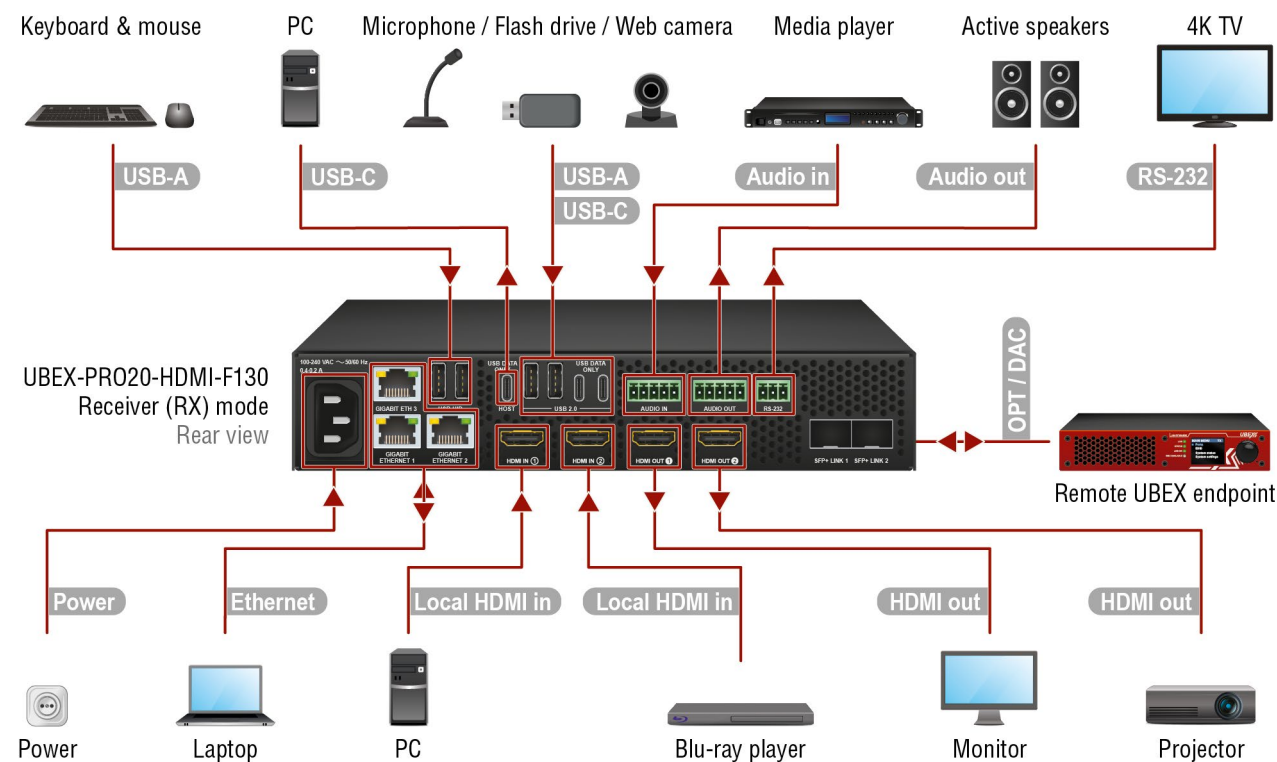 Keyboard & mouse
PC
Microphone / Flash drive / Web camera
Media player
Active speakers
4K TV
USB-A
USB-C
USB-A
USB-C
Audio in
Audio out
RS-232
UBEX-PRO20-HDMI-F130
Receiver (RX) mode
Rear view
100-240 VAC ~ 50/60 Hz
0.4-0.2 A
GIGABIT ETH 3
GIGABIT
ETHERNET 1
GIGABIT
ETHERNET 2
USB DATA
ONLY
HOST
USB DATA
ONLY
USB 2.0
AUDIO IN
AUDIO OUT
RS-232
HDMI IN 1
HDMI IN 2
HDMI OUT 1
HDMI OUT 2
SFP+ LINK 1
SFP+ LINK 2
OPT / DAC
UBEX
Remote UBEX endpoint
Power
Ethernet
Local HDMI in
Local HDMI in
HDMI out
HDMI out
Power
Laptop
PC
Blu-ray player
Monitor
Projector